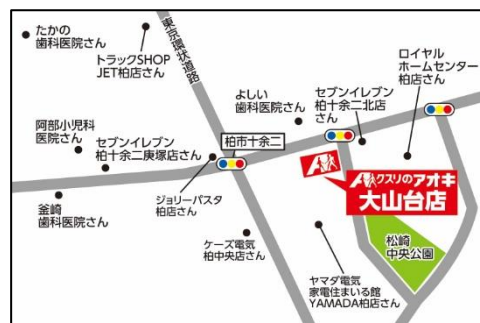 たかの
歯科医院さん
トラックSHOP
JET柏店さん
東京環状道路
ロイヤル
ホームセンター
柏店さん
よしい
歯科医院さん
セブンイレブン
柏十余二北店
さん
阿部小児科
医院さん
セブンイレブン
柏十余二庚塚店さん
柏市十余二
釜崎
歯科医院さん
ジョリーパスタ
柏店さん
クスリのアオキ
大山台店
ケーズ電気
柏中央店さん
松崎
中央公園
ヤマダ電気
家電住まいる館
YAMADA柏店さん